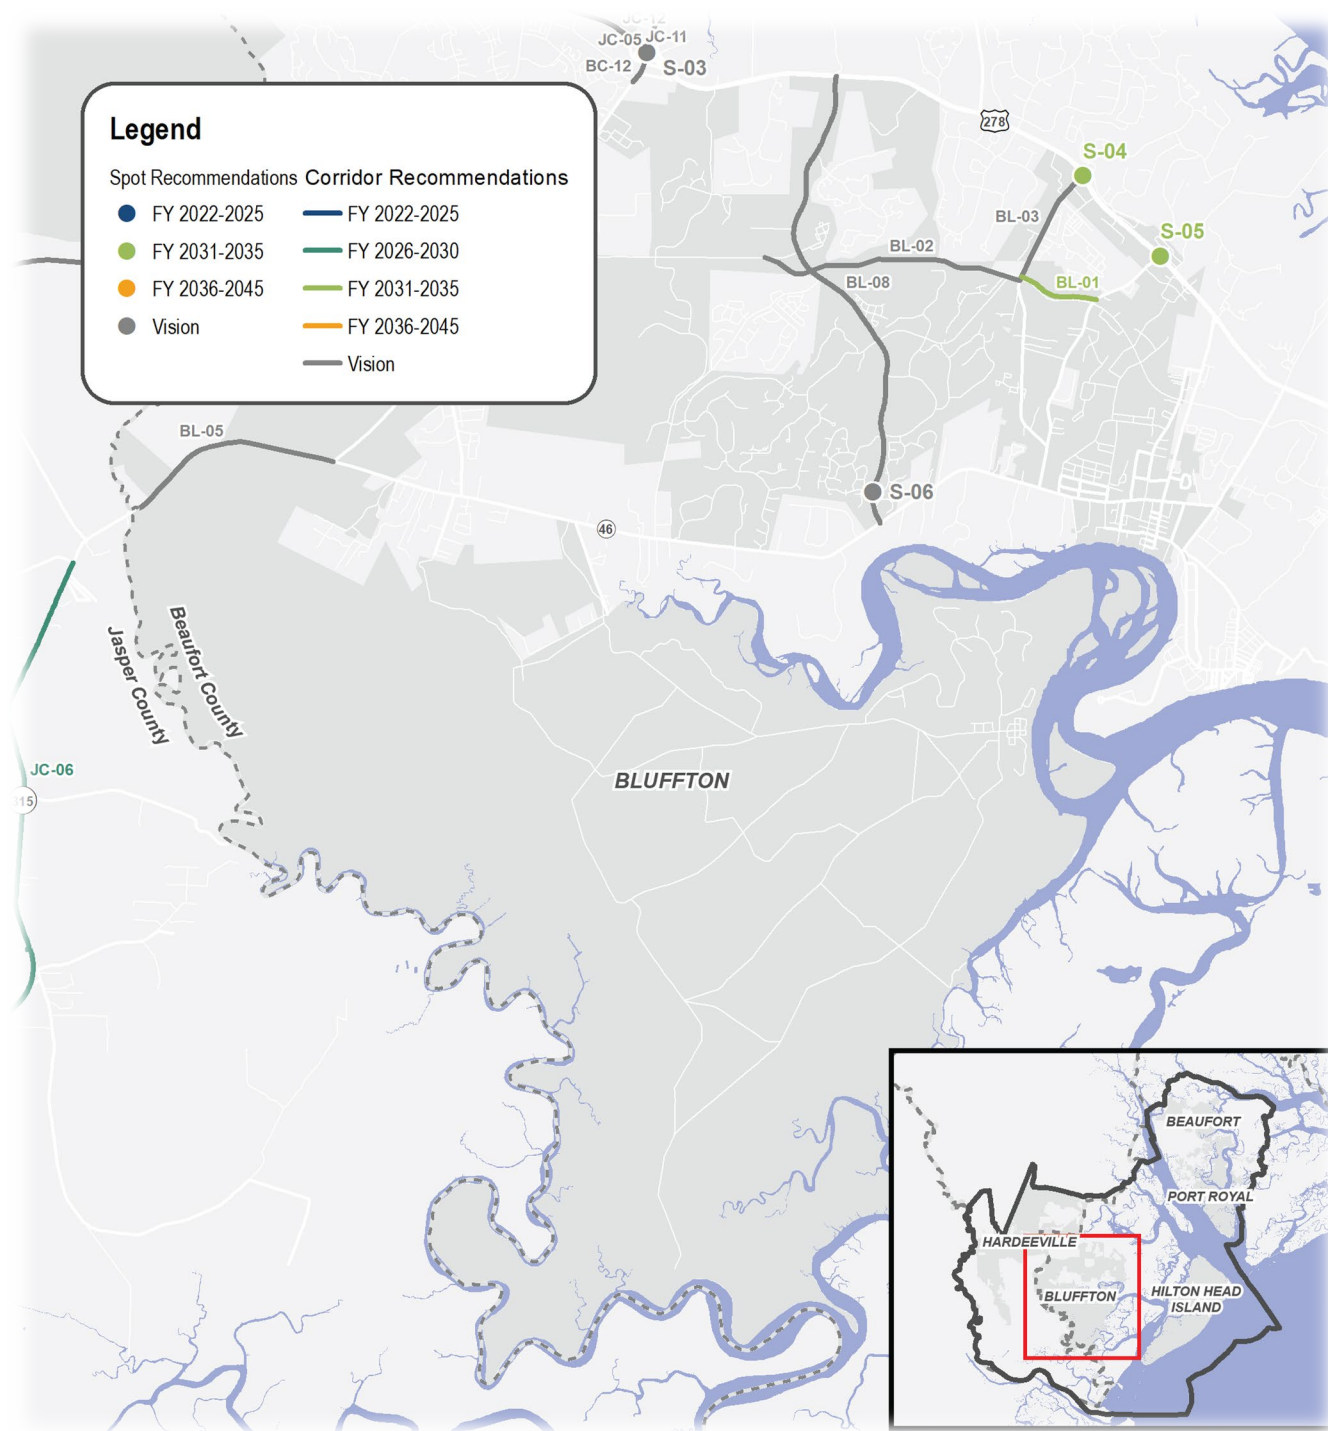 JC-12
JC-05 JC-11
BC-12 S-03
278
S-04
BL-03
S-05
BL-02
BL-08
BL-01
Legend
Spot Recommendations Corridor Recommendations
FY 2022-2025 FY 2022-2025
FY 2031-2035 FY 2026-2030
FY 2036-2045 FY 2031-2035
Vision FY 2036-2045
Vision
BL-05
S-06
46
Beaufort County
Jasper County
BLUFFTON
JC-06
315
BEAUFORT
PORT ROYAL
HARDEEVILLE
BLUFFTON
HILTON HEAD
ISLAND